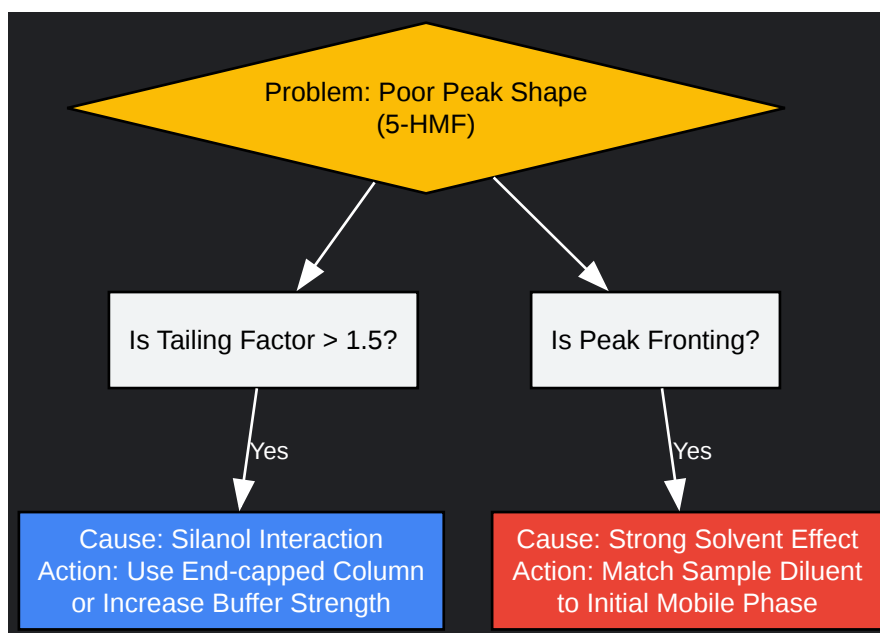 Problem: Poor Peak Shape
(5-HMF)
Is Tailing Factor > 1.5?
Is Peak Fronting?
Yes
Yes
Cause: Silanol Interaction
Action: Use End-capped Column
or Increase Buffer Strength
Cause: Strong Solvent Effect
Action: Match Sample Diluent
to Initial Mobile Phase